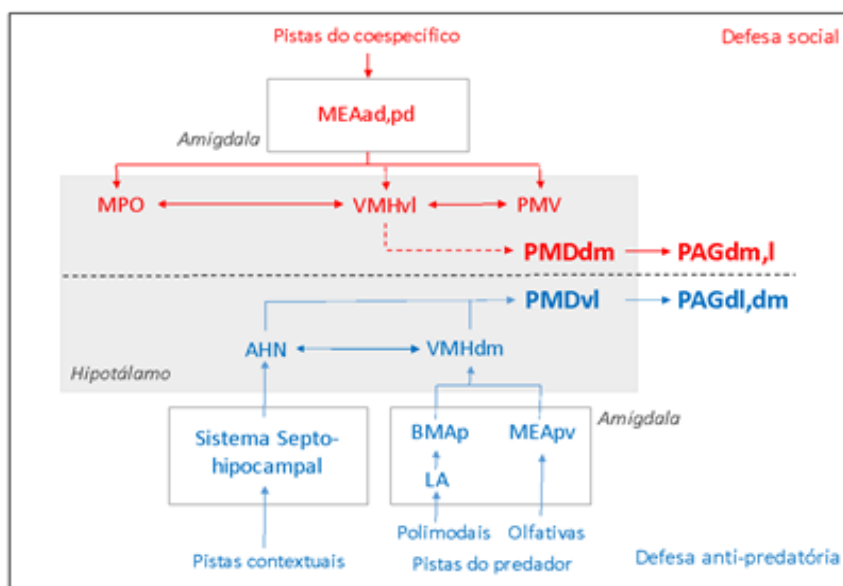 Pistas do coespecífico
Defesa social
MEAad,pd
Amígdala
MPO
VMHvl
PMV
PMDdm
PAGdm,l
PMDvl
PAGdl,dm
AHN
VMHdm
Hipotálamo
Sistema Septo-
hipocampal
BMAp
MEApv
Amígdala
LA
Polimodais
Olfativas
Pistas contextuais
Pistas do predador
Defesa anti-predatória